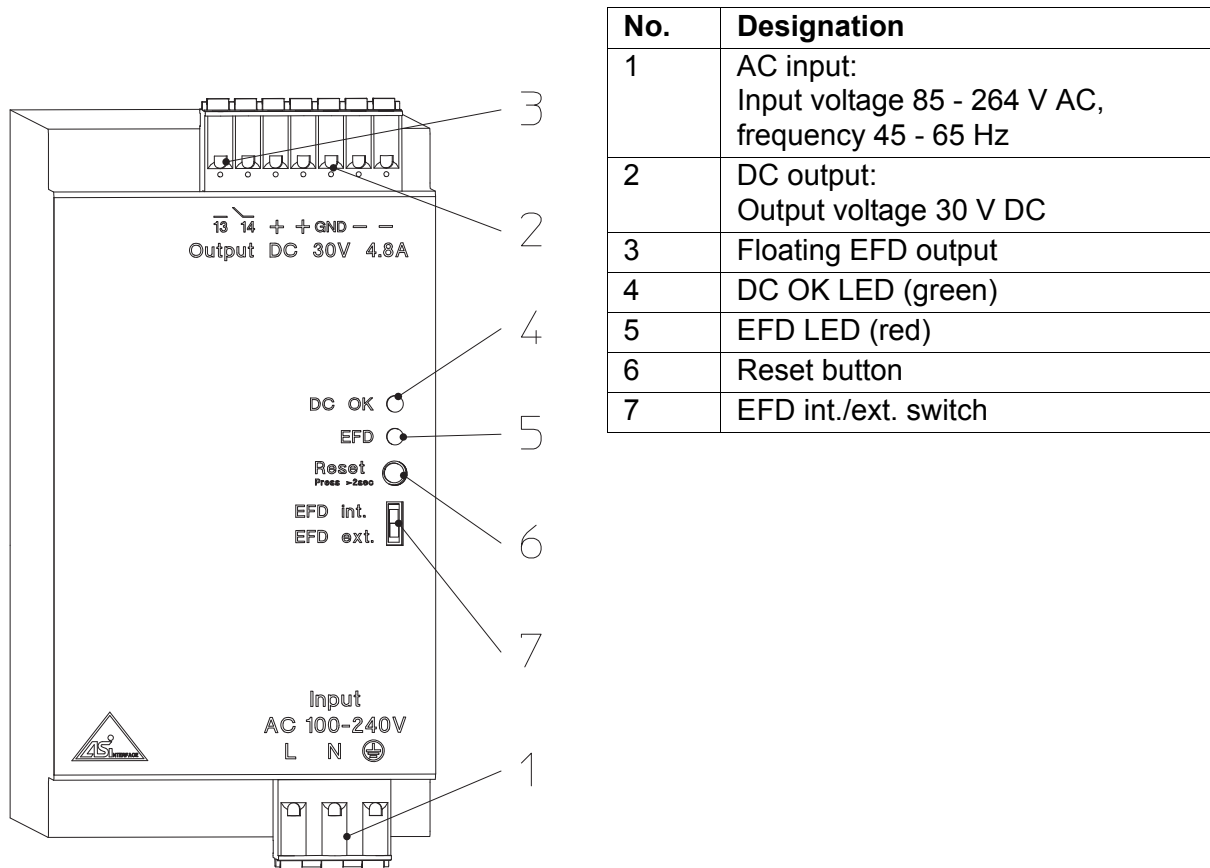 No. Designation
1 AC input:
Input voltage 85 - 264 V AC,
frequency 45 - 65 Hz
2 DC output:
Output voltage 30 V DC
3 Floating EFD output
4 DC OK LED (green)
5 EFD LED (red)
6 Reset button
7 EFD int./ext. switch
3
2
13 14 + + GND − −
Output DC 30V 4.8A
4
DC OK
EFD
5
Reset
Press >2sec
EFD int.
EFD ext.
6
7
Input
AC 100-240V
L N
ASi INTERFACE
1